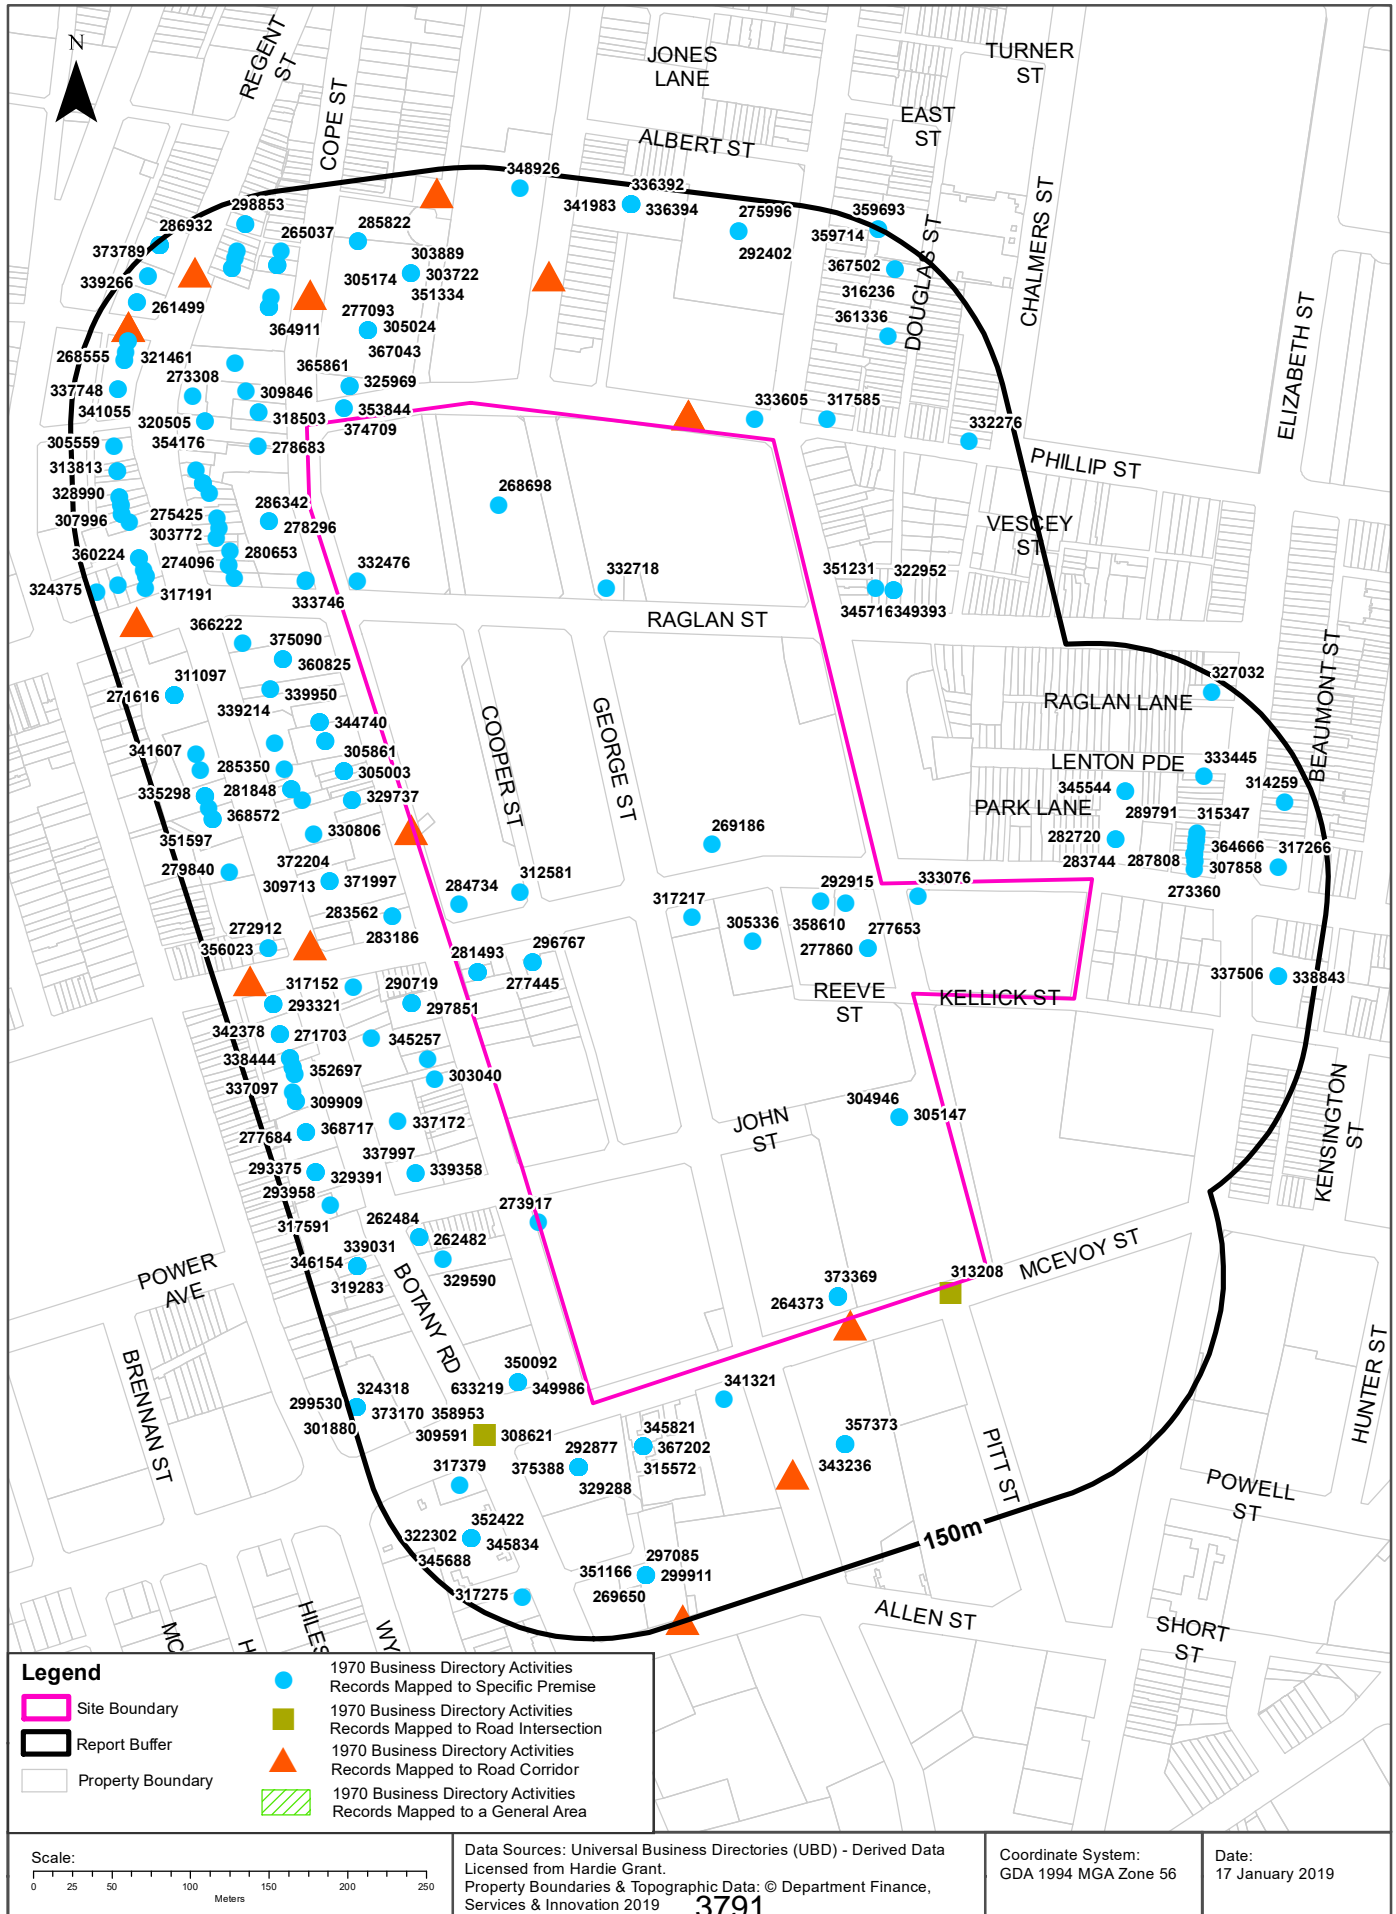 N
REGENT
ST
COPE ST
JONES
LANE
TURNER
ST
EAST
ST
ALBERT ST
CHALMERS ST
DOUGLAS ST
ELIZABETH ST
348926
336392
341983
336394
275996
292402
359693
359714
367502
316236
361336
298853
286932
373789
339266
261499
265037
285822
303889
305174
303722
351334
277093
305024
367043
364911
365861
325969
353844
374709
268555
321461
337748
273308
341055
309846
320505
318503
305559
354176
278683
313813
328990
307996
275425
303772
286342
278296
360224
274096
280653
324375
317191
333746
332476
268698
332718
333605
317585
332276
PHILLIP ST
VESCEY
ST
351231
322952
345716
349393
RAGLAN ST
366222
375090
360825
311097
271616
339950
339214
344740
341607
305861
285350
305003
281848
335298
329737
368572
351597
330806
279840
372204
309713
371997
283562
283186
272912
356023
COOPER ST
GEORGE ST
269186
312581
284734
317217
292915
358610
305336
277653
277860
333076
281493
296767
277445
RAGLAN LANE
327032
BEAUMONT ST
LENTON PDE
333445
345544
314259
PARK LANE
289791
315347
282720
283744
364666
287808
307858
317266
273360
337506
338843
REEVE
ST
KELLICK ST
317152
293321
290719
297851
342378
271703
345257
338444
352697
303040
337097
309909
277684
368717
337172
337997
293375
329391
339358
293958
317591
262484
262482
339031
346154
319283
329590
273917
JOHN
ST
304946
305147
KENSINGTON
ST
MCEVOY ST
313208
373369
264373
POWER
AVE
BOTANY RD
BRENNAN ST
HUNTER ST
350092
633219
349986
324318
299530
373170
301880
358953
309591
308621
341321
345821
367202
315572
292877
375388
329288
317379
357373
343236
PITT ST
POWELL
ST
352422
322302
345834
345688
317275
297085
351166
299911
269650
150m
ALLEN ST
SHORT
ST
MC
H
HILES
WY
Legend
Site Boundary
Report Buffer
Property Boundary
1970 Business Directory Activities
Records Mapped to Specific Premise
1970 Business Directory Activities
Records Mapped to Road Intersection
1970 Business Directory Activities
Records Mapped to Road Corridor
1970 Business Directory Activities
Records Mapped to a General Area
Scale:
0 25 50 100 150 200 250
Meters
Data Sources: Universal Business Directories (UBD) - Derived Data
Licensed from Hardie Grant.
Property Boundaries & Topographic Data: © Department Finance,
Services & Innovation 2019
3791
Coordinate System:
GDA 1994 MGA Zone 56
Date:
17 January 2019